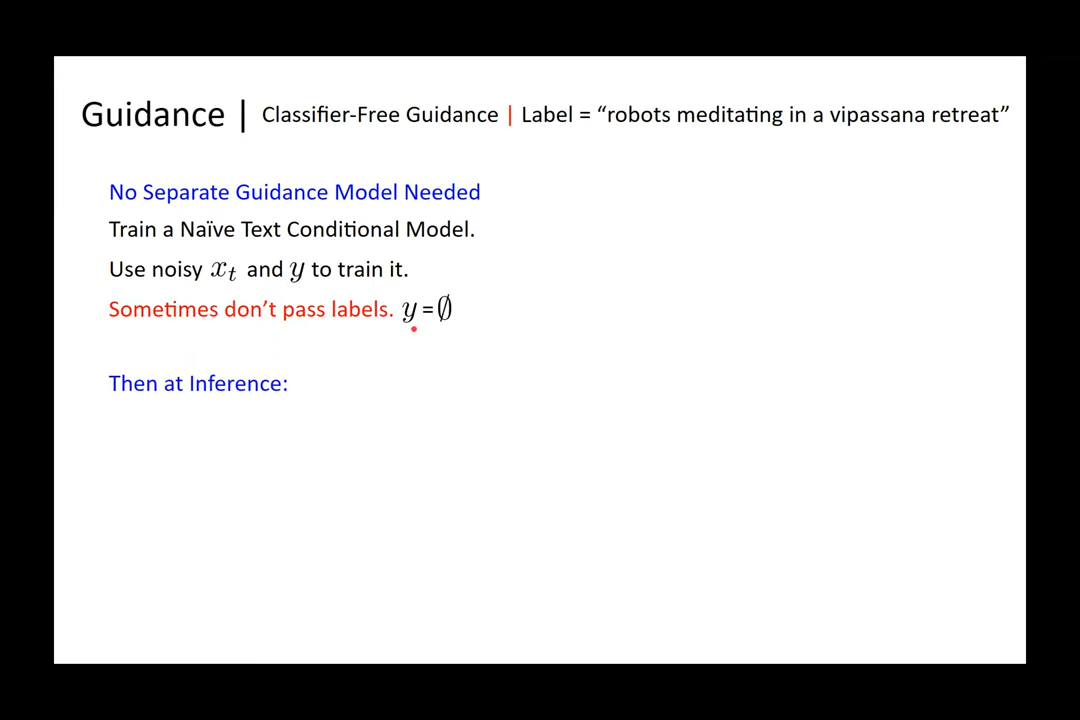 Guidance | Classifier-Free Guidance | Label = “robots meditating in a vipassana retreat”
No Separate Guidance Model Needed
Train a Naïve Text Conditional Model.
Use noisy xₜ and y to train it.
Sometimes don’t pass labels. y = ∅
Then at Inference: